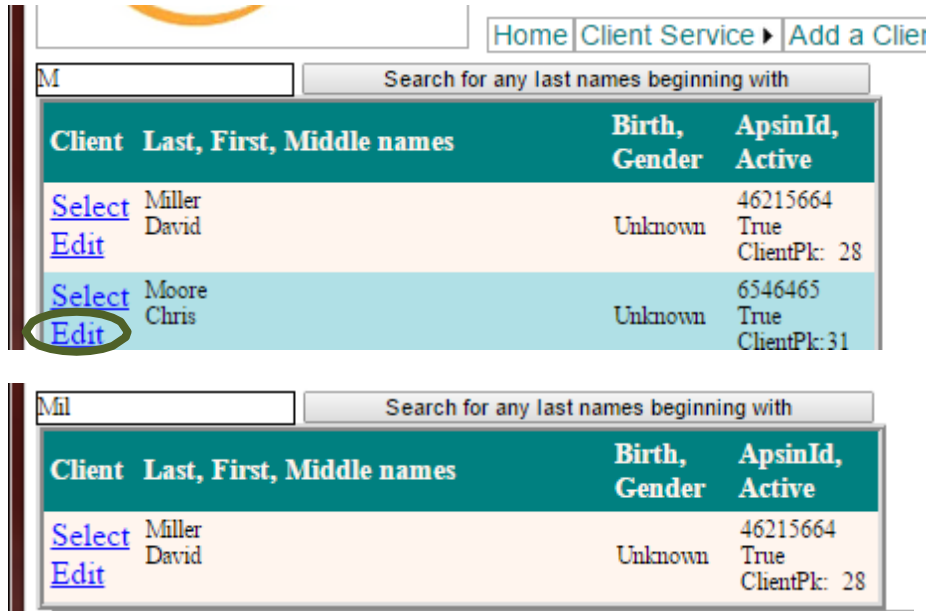 Home Client Service Add a Clien
M Search for any last names beginning with
Client Last, First, Middle names Birth, Gender ApsinId, Active
Select Miller 46215664
Edit David Unknown True
ClientPk: 28
Select Moore 6546465
Edit Chris Unknown True
ClientPk:31
Mil Search for any last names beginning with
Client Last, First, Middle names Birth, Gender ApsinId, Active
Select Miller 46215664
Edit David Unknown True
ClientPk: 28